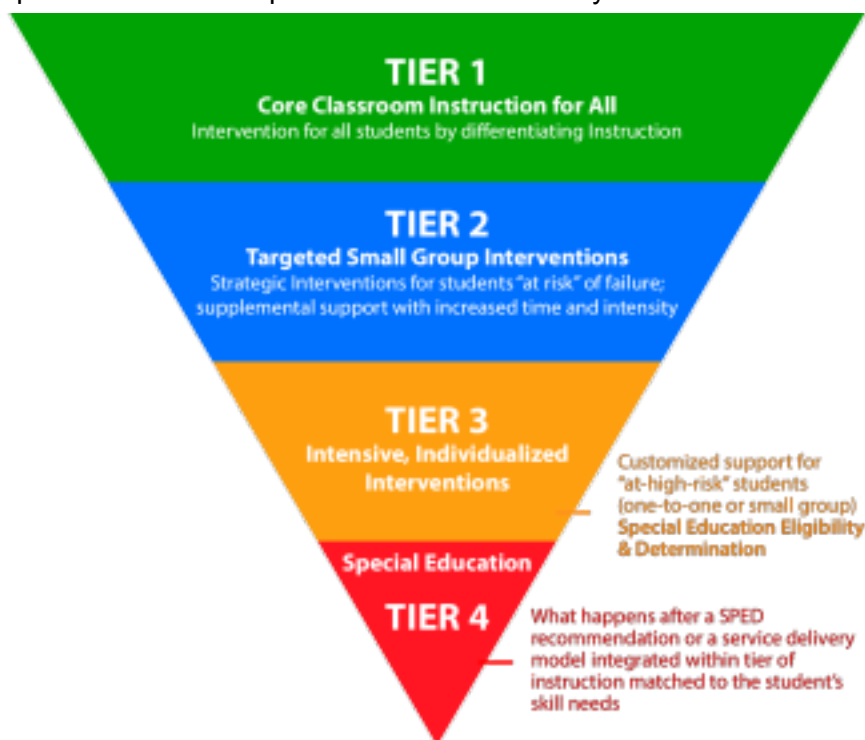 TIER 1
Core Classroom Instruction for All
Intervention for all students by differentiating Instruction
TIER 2
Targeted Small Group Interventions
Strategic Interventions for students "at risk" of failure;
supplemental support with increased time and intensity
TIER 3
Intensive, Individualized
Interventions
Customized support for
"at-high-risk" students
(one-to-one or small group)
Special Education Eligibility
& Determination
Special Education
TIER 4
What happens after a SPED
recommendation or a service delivery
model integrated within tier of
instruction matched to the student's
skill needs